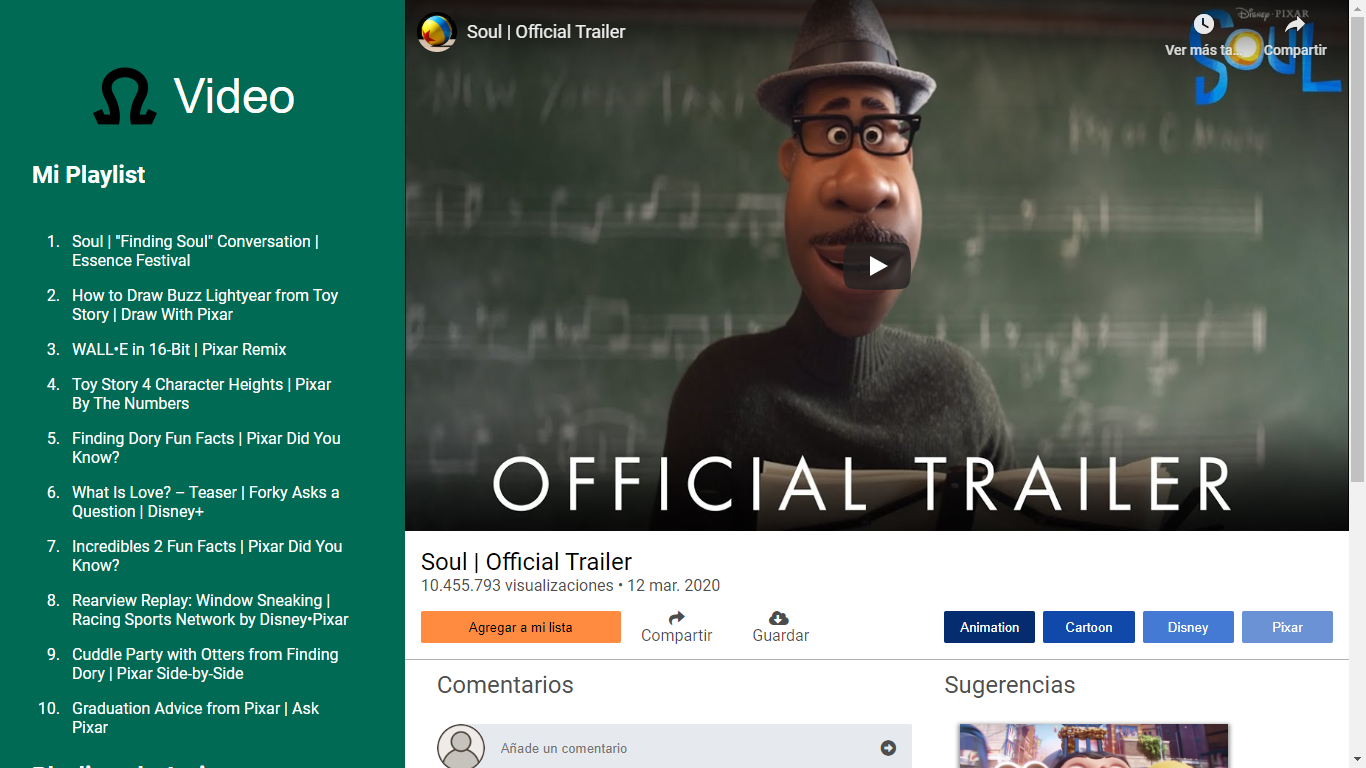 Ω Video
Mi Playlist
1. Soul | "Finding Soul" Conversation |
Essence Festival
2. How to Draw Buzz Lightyear from Toy
Story | Draw With Pixar
3. WALL•E in 16-Bit | Pixar Remix
4. Toy Story 4 Character Heights | Pixar
By The Numbers
5. Finding Dory Fun Facts | Pixar Did You
Know?
6. What Is Love? – Teaser | Forky Asks a
Question | Disney+
7. Incredibles 2 Fun Facts | Pixar Did You
Know?
8. Rearview Replay: Window Sneaking |
Racing Sports Network by Disney•Pixar
9. Cuddle Party with Otters from Finding
Dory | Pixar Side-by-Side
10. Graduation Advice from Pixar | Ask
Pixar
Soul | Official Trailer
Ver más ta... Compartir
Disney·PIXAR
SOUL
New York Times
OFFICIAL TRAILER
Soul | Official Trailer
10.455.793 visualizaciones • 12 mar. 2020
Agregar a mi lista
Compartir
Guardar
Animation
Cartoon
Disney
Pixar
Comentarios
Sugerencias
Añade un comentario